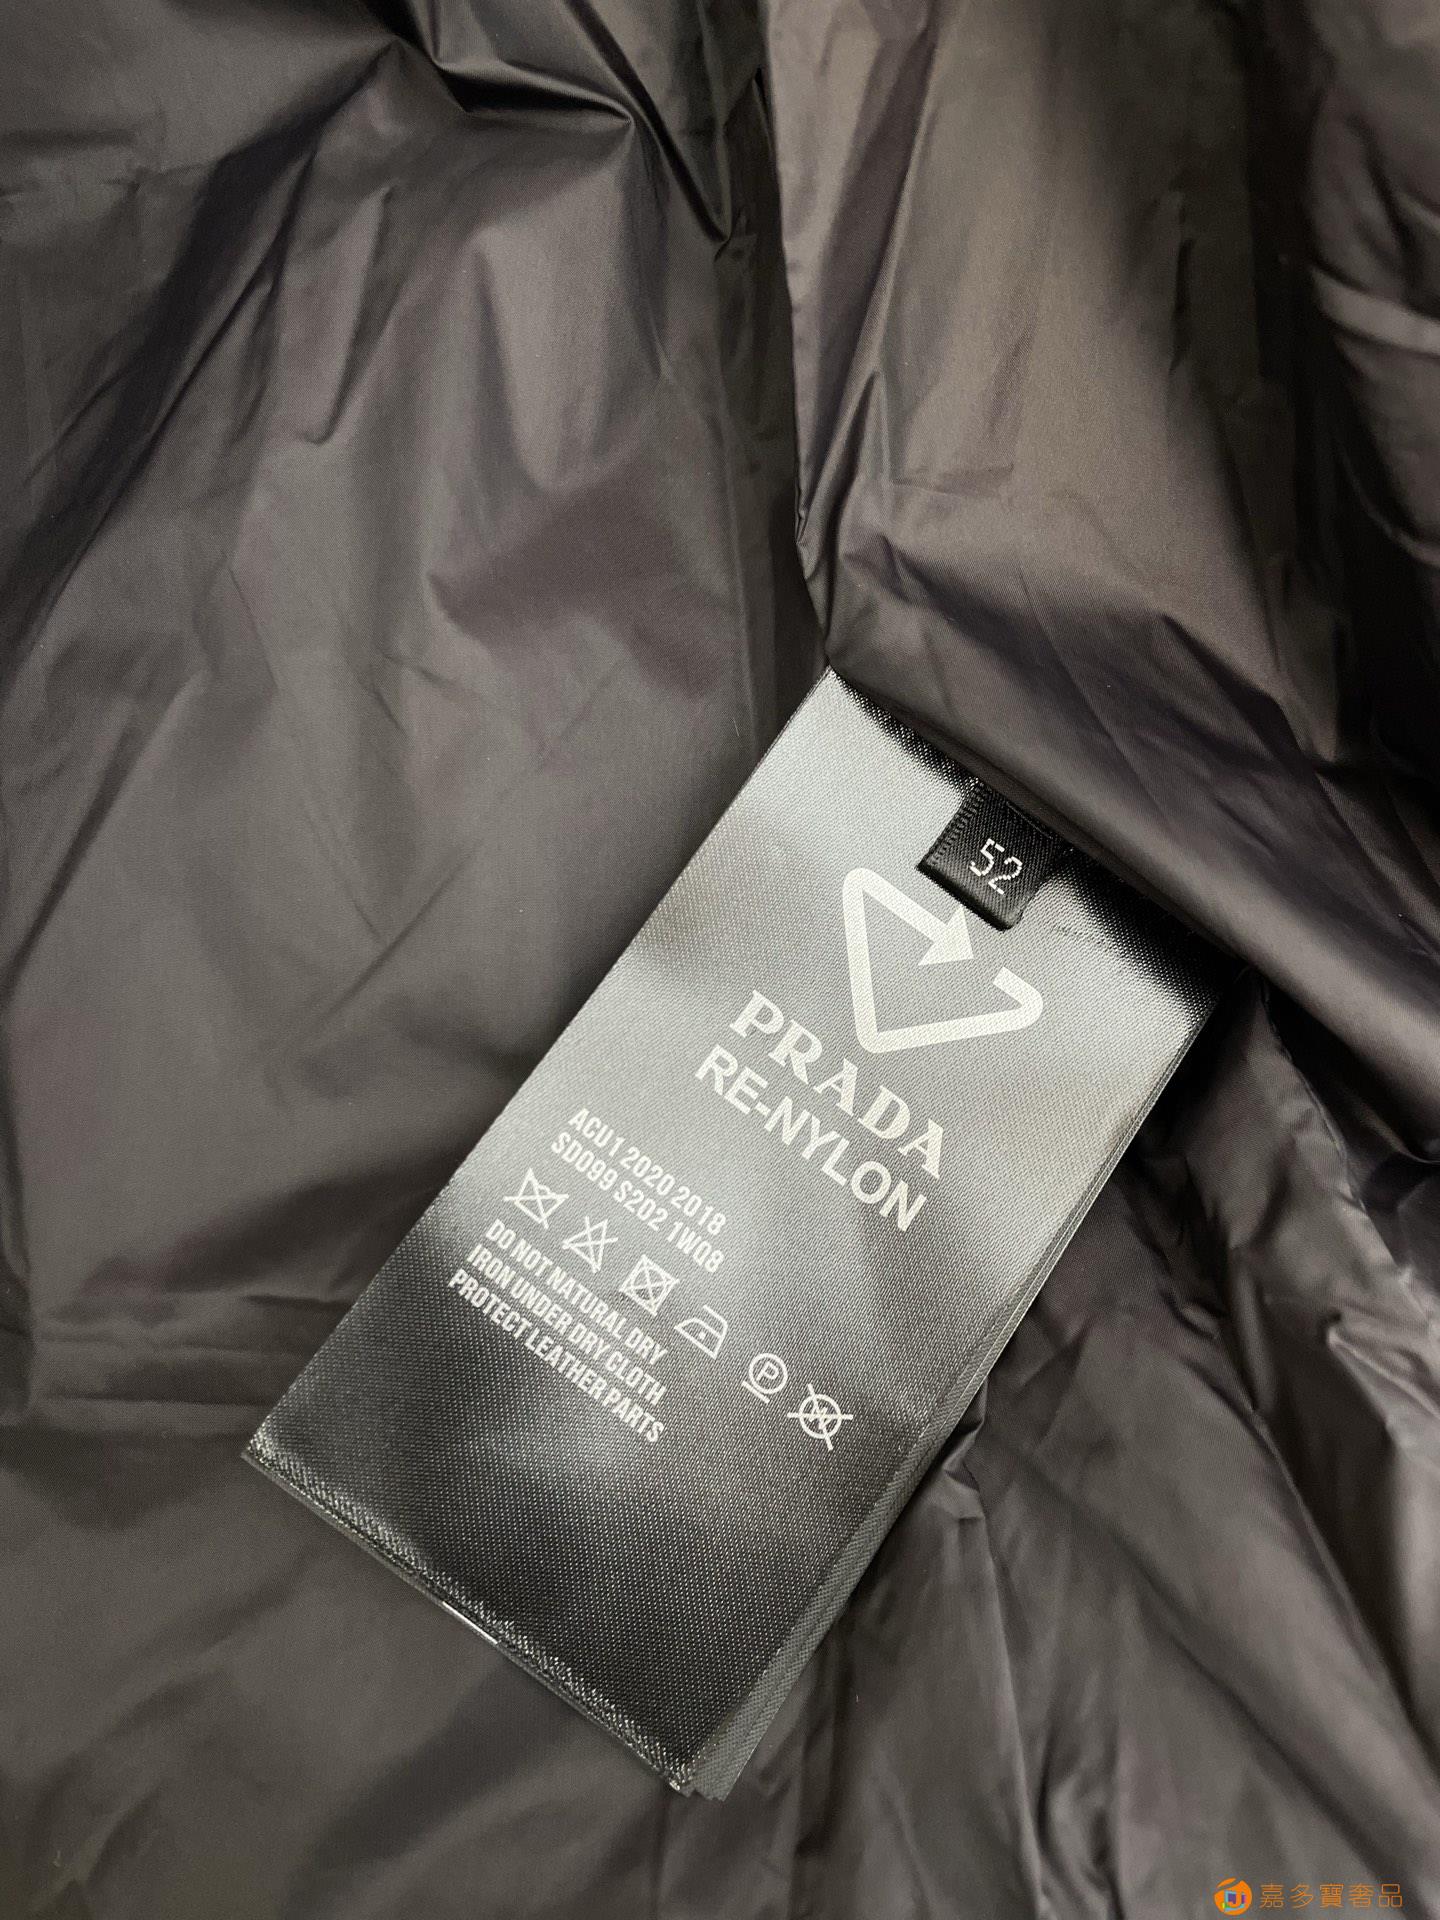 52
PRADA
RE-NYLON
ACU1 2020 2018
SD099 S202 1WQ8
P
W
DO NOT NATURAL DRY
IRON UNDER DRY CLOTH
PROTECT LEATHER PARTS
嘉多寶奢品